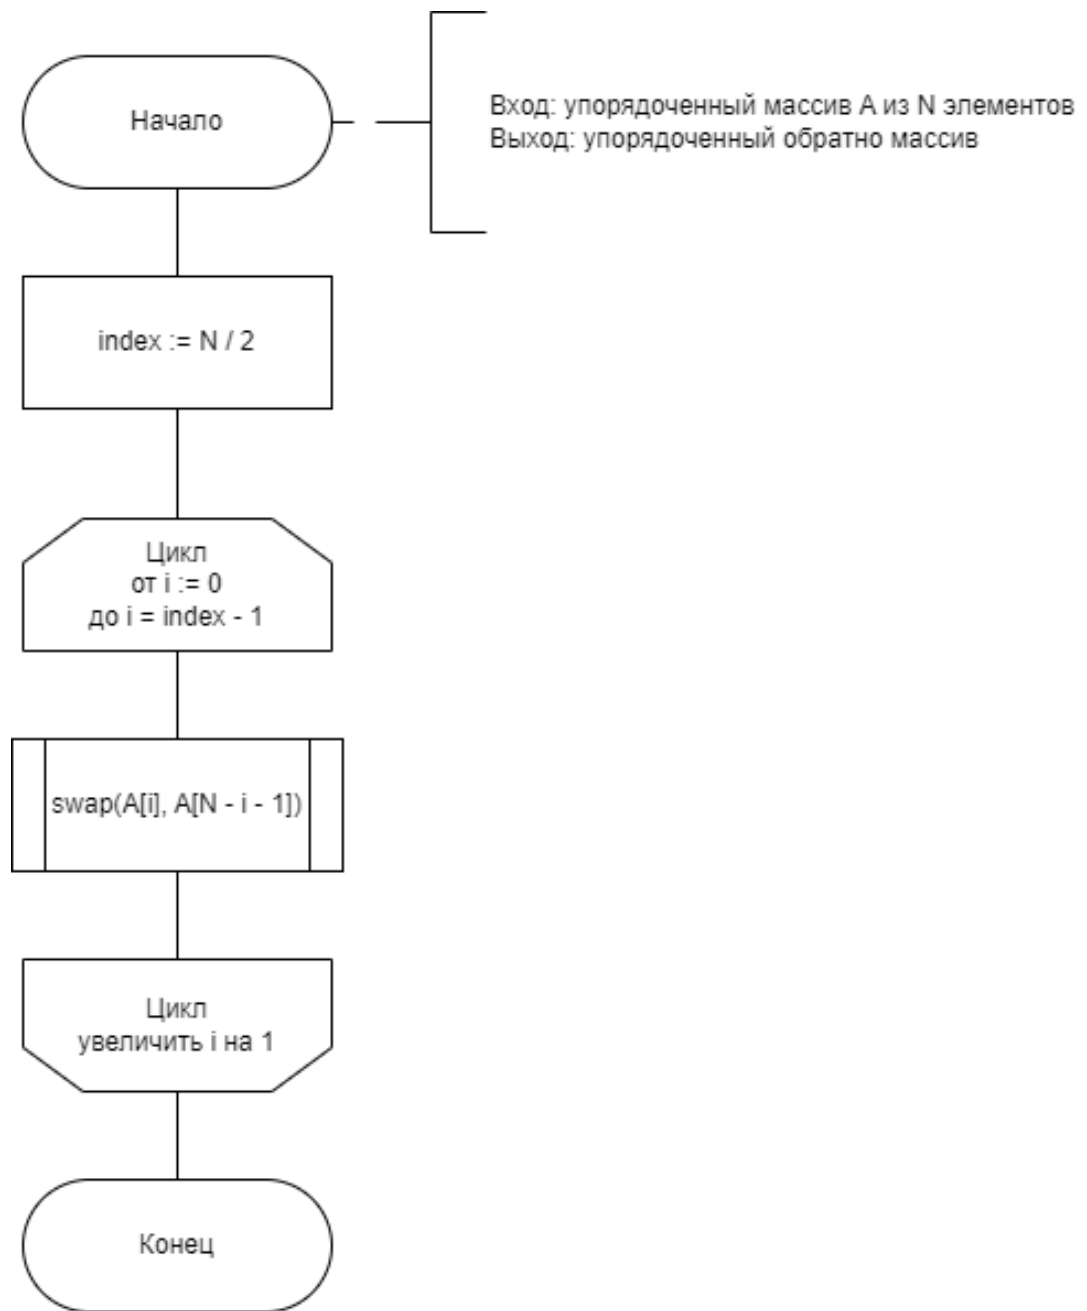 Начало
Вход: упорядоченный массив A из N элементов
Выход: упорядоченный обратно массив
index := N / 2
Цикл
от i := 0
до i = index - 1
swap(A[i], A[N - i - 1])
Цикл
увеличить i на 1
Конец